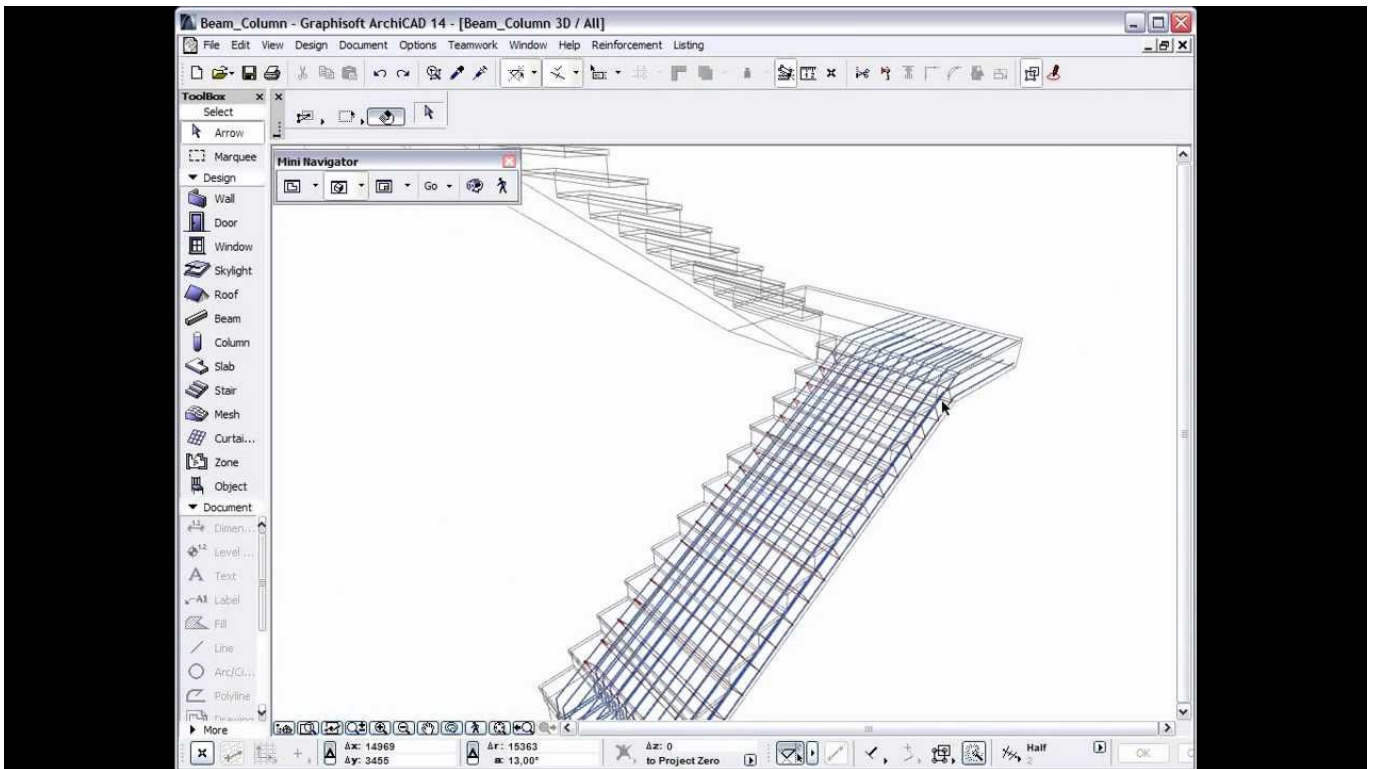 Beam_Column - Graphisoft ArchiCAD 14 - [Beam_Column 3D / All]
File Edit View Design Document Options Teamwork Window Help Reinforcement Listing
ToolBox
Select
Arrow
Marquee
Mini Navigator
Go
Design
Wall
Door
Window
Skylight
Roof
Beam
Column
Slab
Stair
Mesh
Curtai...
Zone
Object
Document
Dimen...
Level ...
Text
A1 Label
Fill
Line
Arc/Ci...
Polyline
Drawing
More
Δx: 14969
Δy: 3455
Δr: 15363
α: 13,00°
Δz: 0
to Project Zero
Half
2
OK